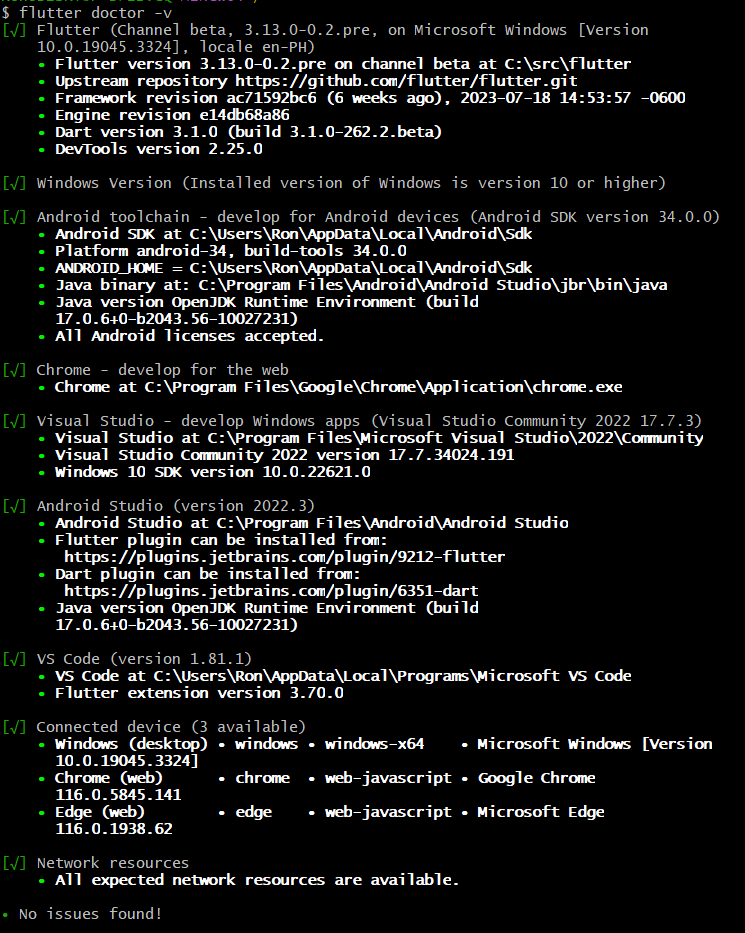 $ flutter doctor -v
[√] Flutter (Channel beta, 3.13.0-0.2.pre, on Microsoft Windows [Version
10.0.19045.3324], locale en-PH)
• Flutter version 3.13.0-0.2.pre on channel beta at C:\src\flutter
• Upstream repository https://github.com/flutter/flutter.git
• Framework revision ac71592bc6 (6 weeks ago), 2023-07-18 14:53:57 -0600
• Engine revision e14db68a86
• Dart version 3.1.0 (build 3.1.0-262.2.beta)
• DevTools version 2.25.0
[√] Windows Version (Installed version of Windows is version 10 or higher)
[√] Android toolchain - develop for Android devices (Android SDK version 34.0.0)
• Android SDK at C:\Users\Ron\AppData\Local\Android\Sdk
• Platform android-34, build-tools 34.0.0
• ANDROID_HOME = C:\Users\Ron\AppData\Local\Android\Sdk
• Java binary at: C:\Program Files\Android\Android Studio\jbr\bin\java
• Java version OpenJDK Runtime Environment (build
17.0.6+0-b2043.56-10027231)
• All Android licenses accepted.
[√] Chrome - develop for the web
• Chrome at C:\Program Files\Google\Chrome\Application\chrome.exe
[√] Visual Studio - develop Windows apps (Visual Studio Community 2022 17.7.3)
• Visual Studio at C:\Program Files\Microsoft Visual Studio\2022\Community
• Visual Studio Community 2022 version 17.7.34024.191
• Windows 10 SDK version 10.0.22621.0
[√] Android Studio (version 2022.3)
• Android Studio at C:\Program Files\Android\Android Studio
• Flutter plugin can be installed from:
https://plugins.jetbrains.com/plugin/9212-flutter
• Dart plugin can be installed from:
https://plugins.jetbrains.com/plugin/6351-dart
• Java version OpenJDK Runtime Environment (build
17.0.6+0-b2043.56-10027231)
[√] VS Code (version 1.81.1)
• VS Code at C:\Users\Ron\AppData\Local\Programs\Microsoft VS Code
• Flutter extension version 3.70.0
[√] Connected device (3 available)
• Windows (desktop) • windows • windows-x64 • Microsoft Windows [Version
10.0.19045.3324]
• Chrome (web) • chrome • web-javascript • Google Chrome
116.0.5845.141
• Edge (web) • edge • web-javascript • Microsoft Edge
116.0.1938.62
[√] Network resources
• All expected network resources are available.
• No issues found!